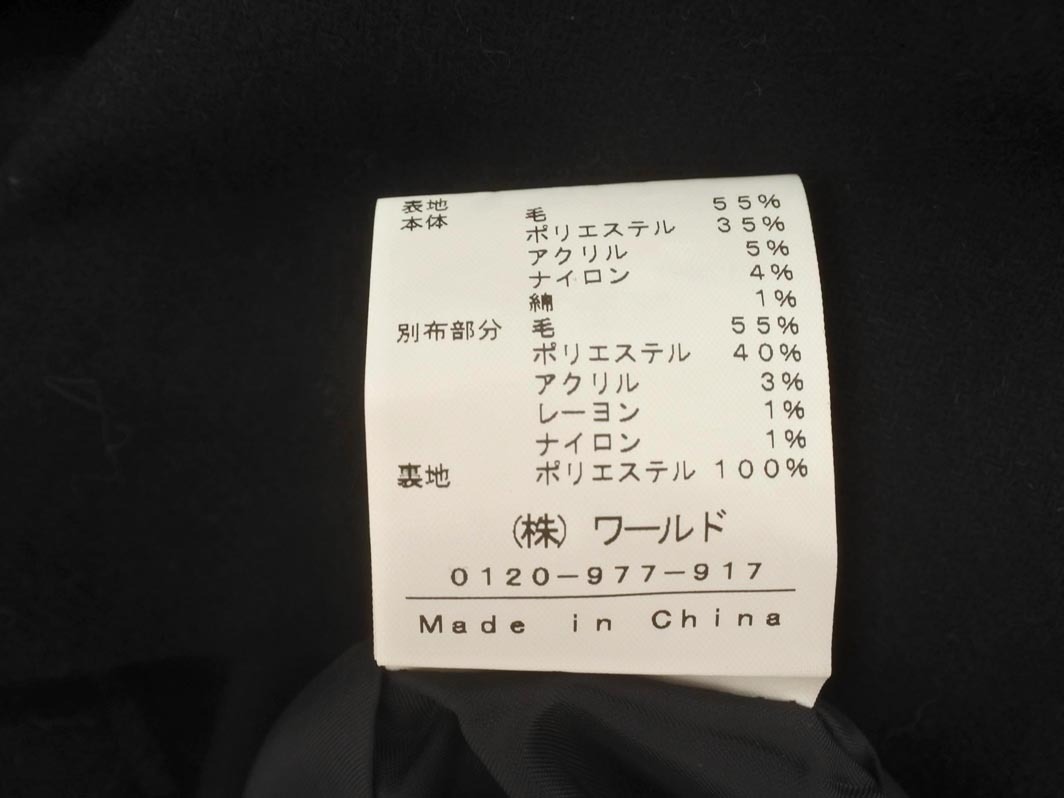 表地 毛 55%
本体 ポリエステル 35%
アクリル 5%
ナイロン 4%
綿 1%
別布部分 毛 55%
ポリエステル 40%
アクリル 3%
レーヨン 1%
ナイロン 1%
裏地 ポリエステル 100%
(株) ワールド
0120-977-917
Made in China